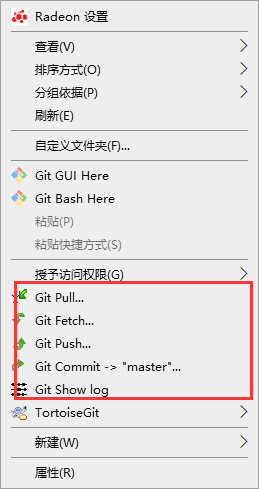 Radeon 设置
查看(V)
排序方式(O)
分组依据(P)
刷新(E)
自定义文件夹(F)...
Git GUI Here
Git Bash Here
粘贴(P)
粘贴快捷方式(S)
授予访问权限(G)
Git Pull...
Git Fetch...
Git Push...
Git Commit -> "master"...
Git Show log
TortoiseGit
新建(W)
属性(R)